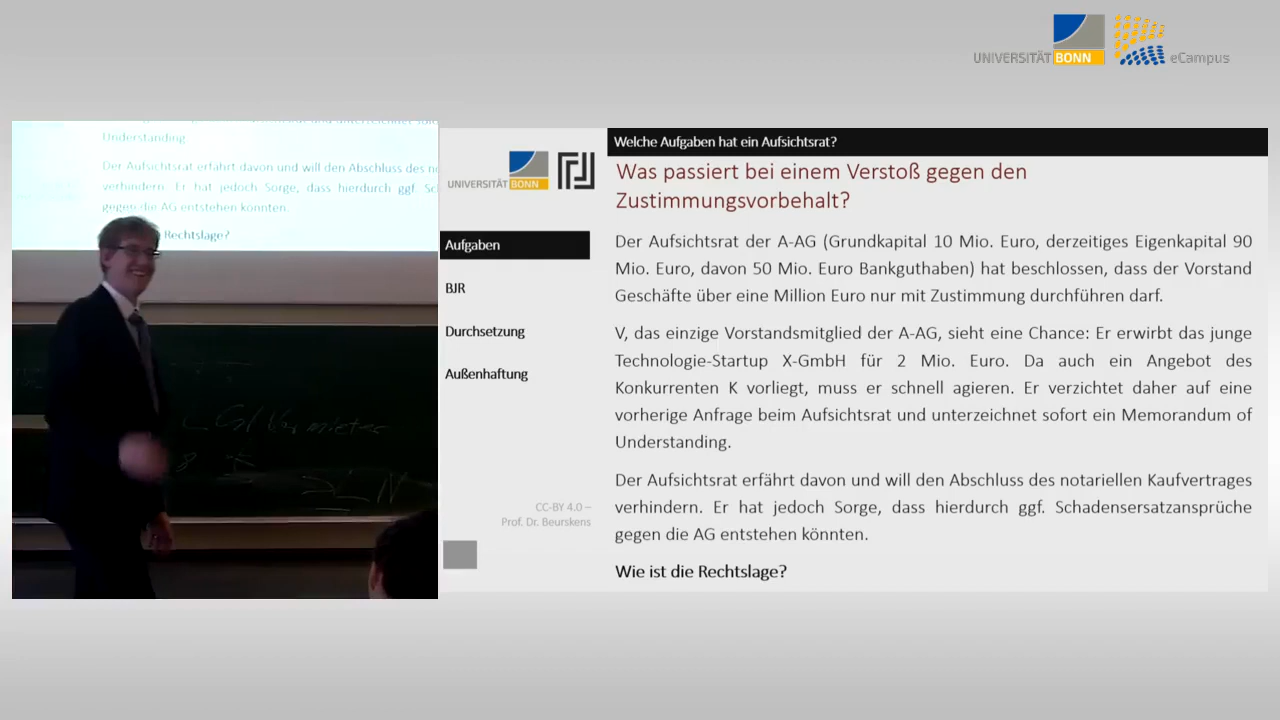 UNIVERSITÄT BONN eCampus
Understanding.
Der Aufsichtsrat erfährt davon und will den Abschluss des
verhindern. Er hat jedoch Sorge, dass hierdurch ggf.
gegen die AG entstehen könnten.
Rechtslage?
UNIVERSITÄT BONN
Aufgaben
BJR
Durchsetzung
Außenhaftung
CC-BY 4.0 –
Prof. Dr. Beurskens
Welche Aufgaben hat ein Aufsichtsrat?
Was passiert bei einem Verstoß gegen den
Zustimmungsvorbehalt?
Der Aufsichtsrat der A-AG (Grundkapital 10 Mio. Euro, derzeitiges Eigenkapital 90
Mio. Euro, davon 50 Mio. Euro Bankguthaben) hat beschlossen, dass der Vorstand
Geschäfte über eine Million Euro nur mit Zustimmung durchführen darf.
V, das einzige Vorstandsmitglied der A-AG, sieht eine Chance: Er erwirbt das junge
Technologie-Startup X-GmbH für 2 Mio. Euro. Da auch ein Angebot des
Konkurrenten K vorliegt, muss er schnell agieren. Er verzichtet daher auf eine
vorherige Anfrage beim Aufsichtsrat und unterzeichnet sofort ein Memorandum of
Understanding.
Der Aufsichtsrat erfährt davon und will den Abschluss des notariellen Kaufvertrages
verhindern. Er hat jedoch Sorge, dass hierdurch ggf. Schadensersatzansprüche
gegen die AG entstehen könnten.
Wie ist die Rechtslage?